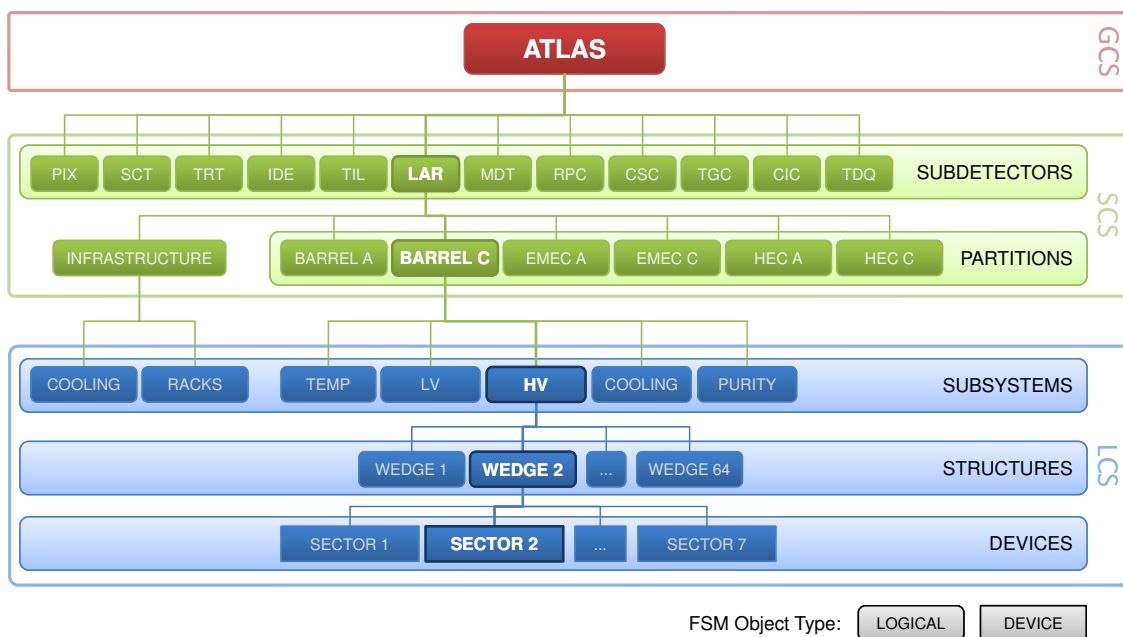 ATLAS
GCS
PIX SCT TRT IDE TIL LAR MDT RPC CSC TGC CIC TDQ SUBDETECTORS
SCS
INFRASTRUCTURE BARREL A BARREL C EMEC A EMEC C HEC A HEC C PARTITIONS
COOLING RACKS TEMP LV HV COOLING PURITY SUBSYSTEMS
LCS
WEDGE 1 WEDGE 2 ... WEDGE 64 STRUCTURES
SECTOR 1 SECTOR 2 ... SECTOR 7 DEVICES
FSM Object Type: LOGICAL DEVICE